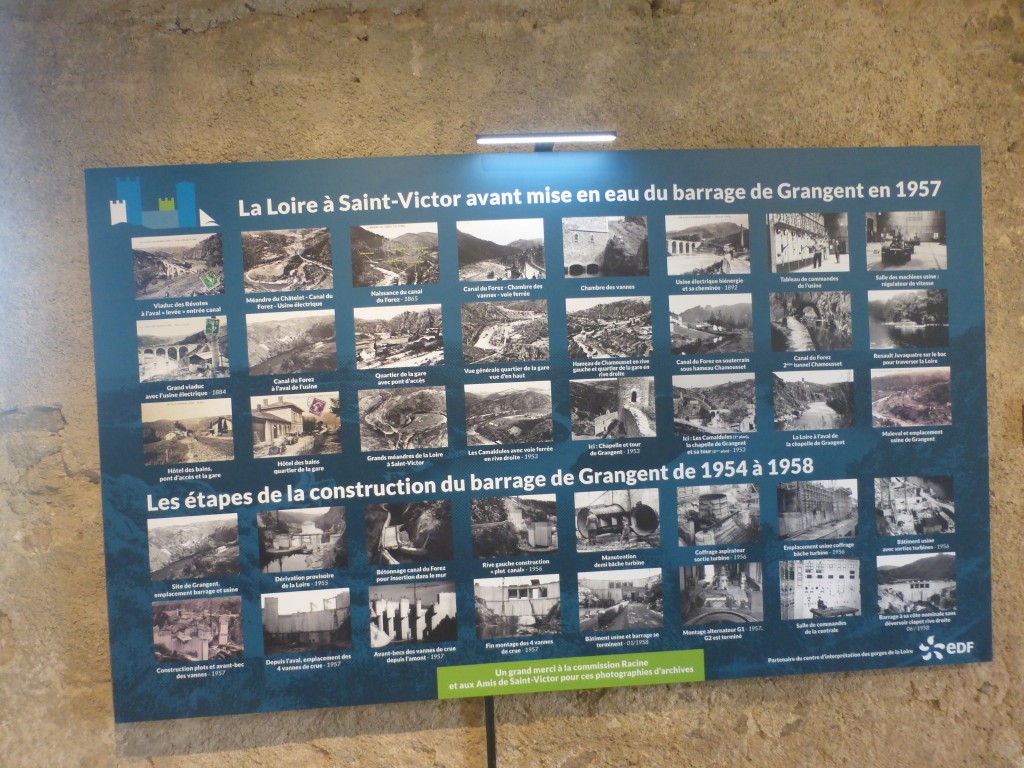 La Loire à Saint-Victor avant mise en eau du barrage de Grangent en 1957
Viaduc des Révotes
à l'aval « levée » entrée canal
Méandre du Châtelet - Canal du
Forez - Usine électrique
Naissance du canal
du Forez - 1865
Canal du Forez - Chambre des
vannes - voie ferrée
Chambre des vannes
Usine électrique biénergie
et sa cheminée - 1892
Tableau de commandes
de l'usine
Salle des machines usine :
régulateur de vitesse
Grand viaduc
avec l'usine électrique - 1884
Canal du Forez
à l'aval de l'usine
Quartier de la gare
avec pont d'accès
Vue générale quartier de la gare
vue d'en haut
Hameau de Chamousset en rive
gauche et quartier de la gare en
rive droite
Canal du Forez en souterrain
sous hameau Chamousset
Canal du Forez
2ème tunnel Chamousset
Renault Juvaquatre sur le bac
pour traverser la Loire
Hôtel des bains,
pont d'accès et la gare
Hôtel des bains
quartier de la gare
Grands méandres de la Loire
à Saint-Victor
Les Camaldules avec voie ferrée
en rive droite - 1953
Ici : Chapelle et tour
de Grangent - 1953
Ici : Les Camaldules (1er plan),
la chapelle de Grangent
et sa tour (2ème plan) - 1953
La Loire à l'aval de
la chapelle de Grangent
Maleval et emplacement
usine de Grangent
Les étapes de la construction du barrage de Grangent de 1954 à 1958
Site de Grangent,
emplacement barrage et usine
Dérivation provisoire
de la Loire - 1955
Bétonnage canal du Forez
pour insertion dans le mur
Rive gauche construction
« plot canal» - 1956
Manutention
demi bâche turbine
Coffrage aspirateur
sortie turbine - 1956
Emplacement usine coffrage
bâche turbine - 1956
Bâtiment usine
avec sorties turbines - 1956
Construction plots et avant-bec
des vannes - 1957
Depuis l'aval, emplacement des
4 vannes de crue - 1957
Avant-becs des vannes de crue
depuis l'amont - 1957
Fin montage des 4 vannes
de crue - 1957
Bâtiment usine et barrage se
terminent - 01/1958
Montage alternateur G1 - 1957.
G2 est terminé
Salle de commandes
de la centrale
Barrage à sa côte nominale sans
déversoir clapet rive droite
06/1958
Un grand merci à la commission Racine
et aux Amis de Saint-Victor pour ces photographies d'archives
Partenaire du centre d'interprétation des gorges de la Loire
EDF